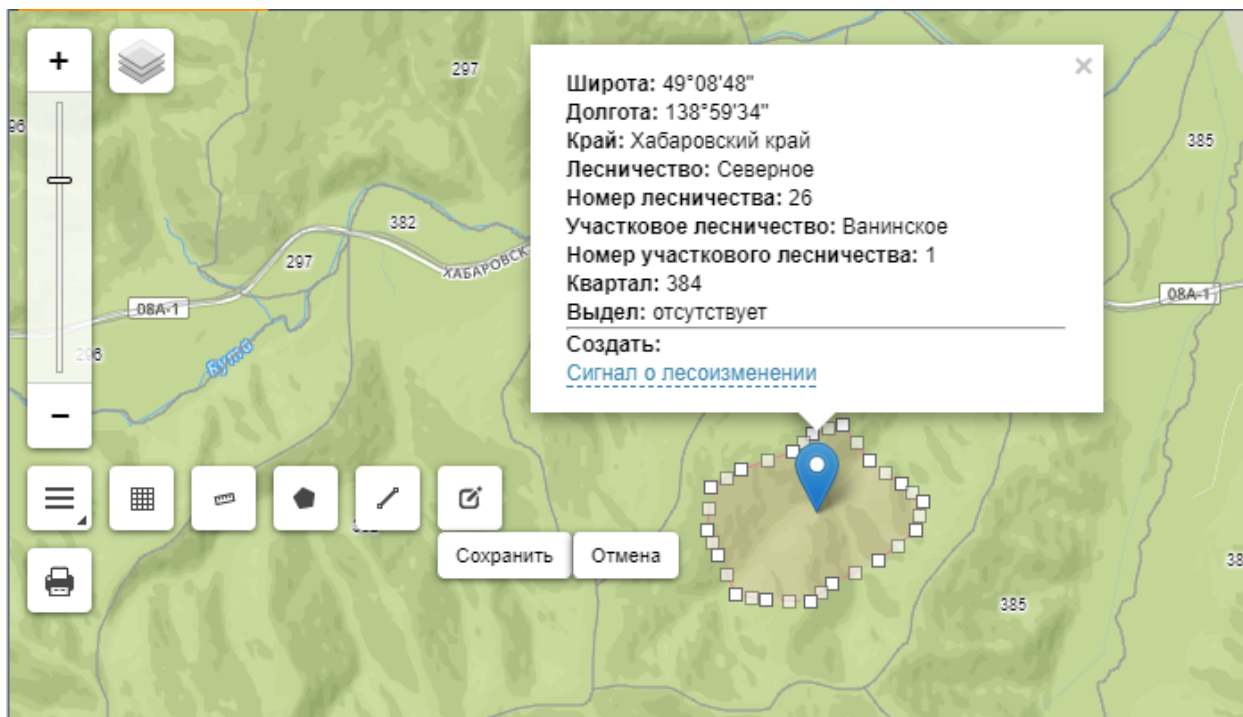 +
297
385
382
297
ХАБАРОВСК
08А-1
08А-1
Бута
−
Широта: 49°08'48"
Долгота: 138°59'34"
Край: Хабаровский край
Лесничество: Северное
Номер лесничества: 26
Участковое лесничество: Ванинское
Номер участкового лесничества: 1
Квартал: 384
Выдел: отсутствует
Создать:
Сигнал о лесоизменении
×
Сохранить
Отмена
385